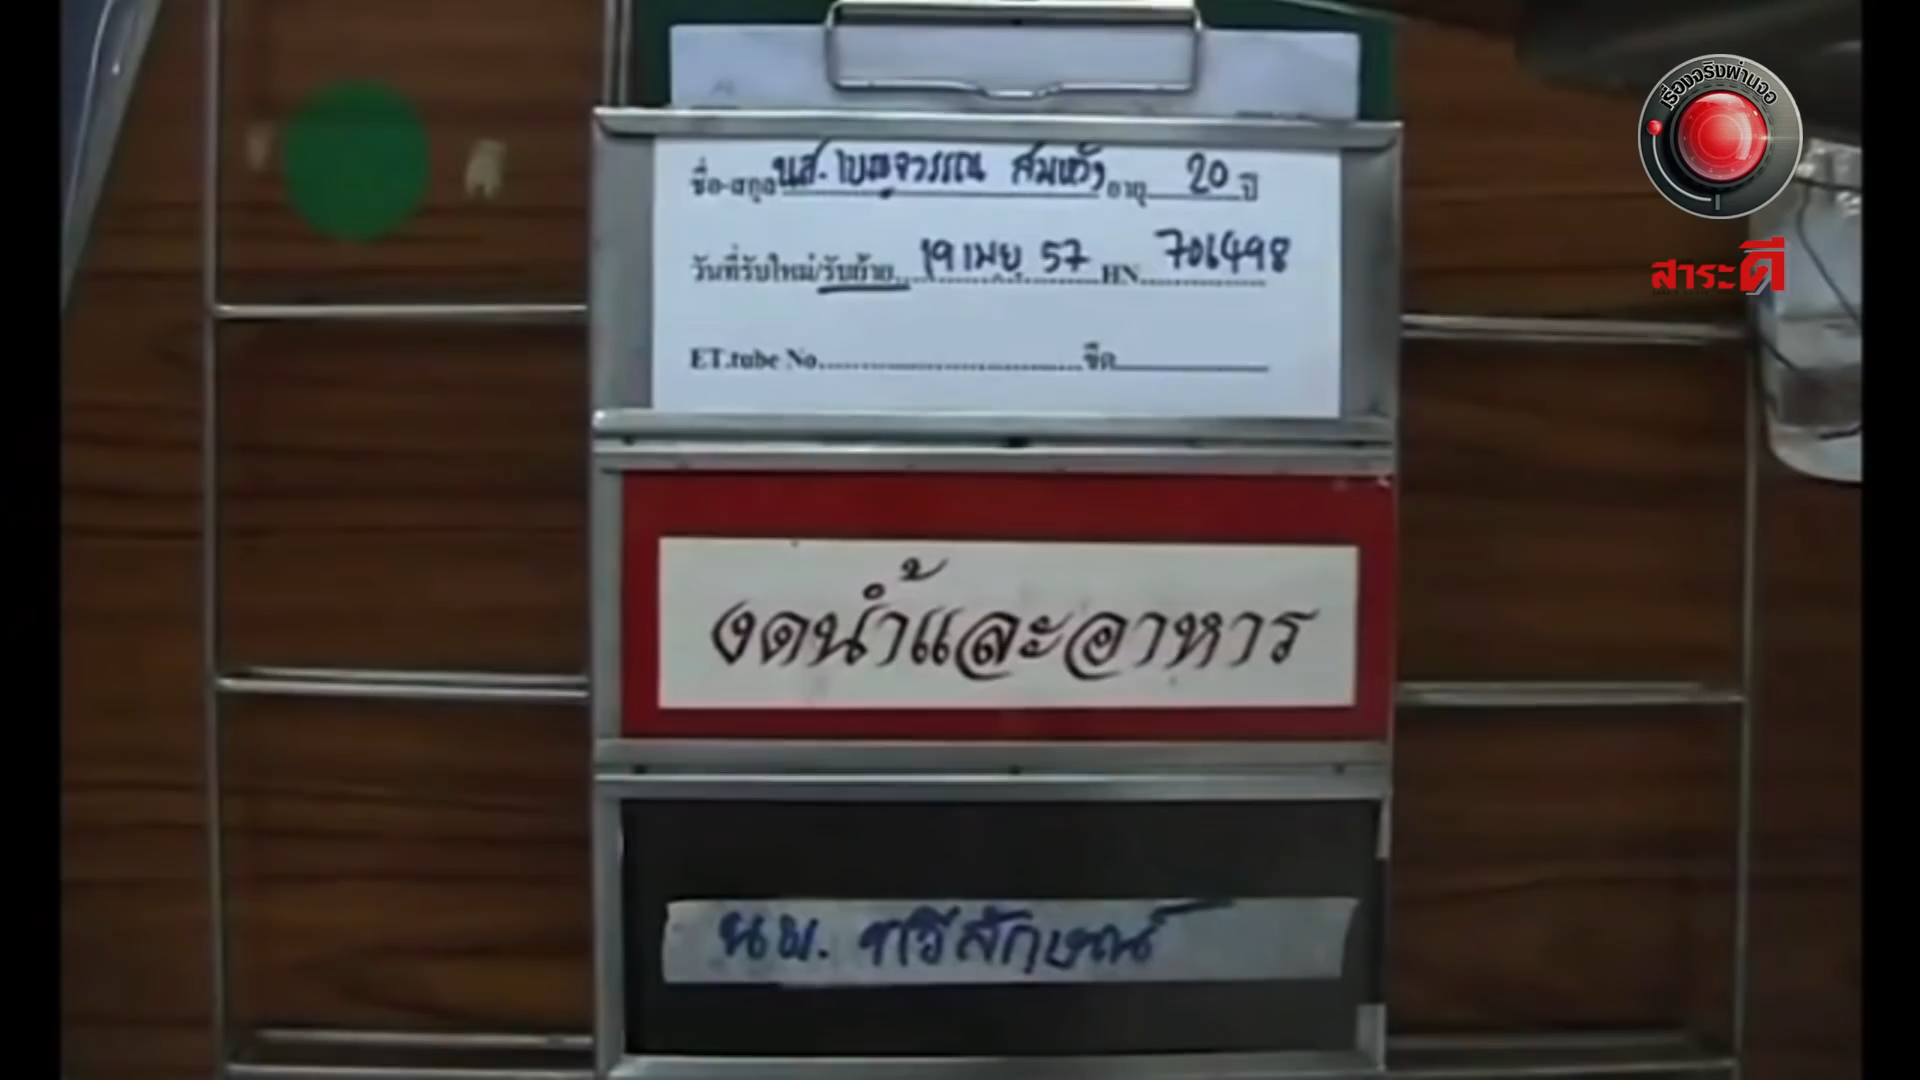 เรื่องจริงผ่านจอ
สาระดี
ชื่อ-สกุล นส. เบญจวรรณ สมหวัง อายุ 20 ปี
วันที่รับใหม่/รับย้าย 19 เมย 57 HN 701498
ET.tube No. ขีด
งดน้ำและอาหาร
นพ. ทวีลักษณ์